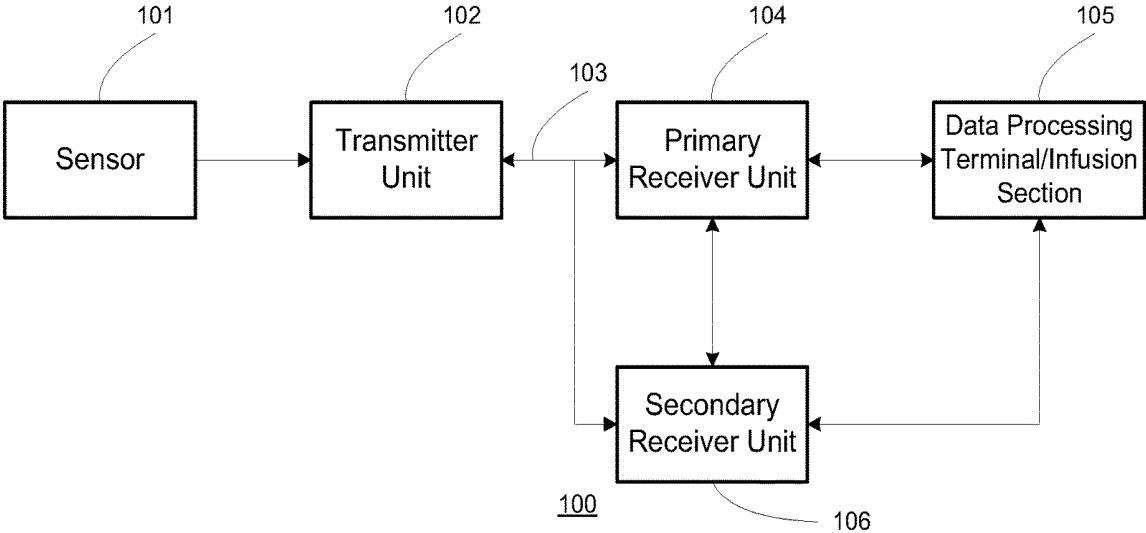 101
102
103
104
105
Sensor
Transmitter
Unit
Primary
Receiver Unit
Data Processing
Terminal/Infusion
Section
Secondary
Receiver Unit
100
106